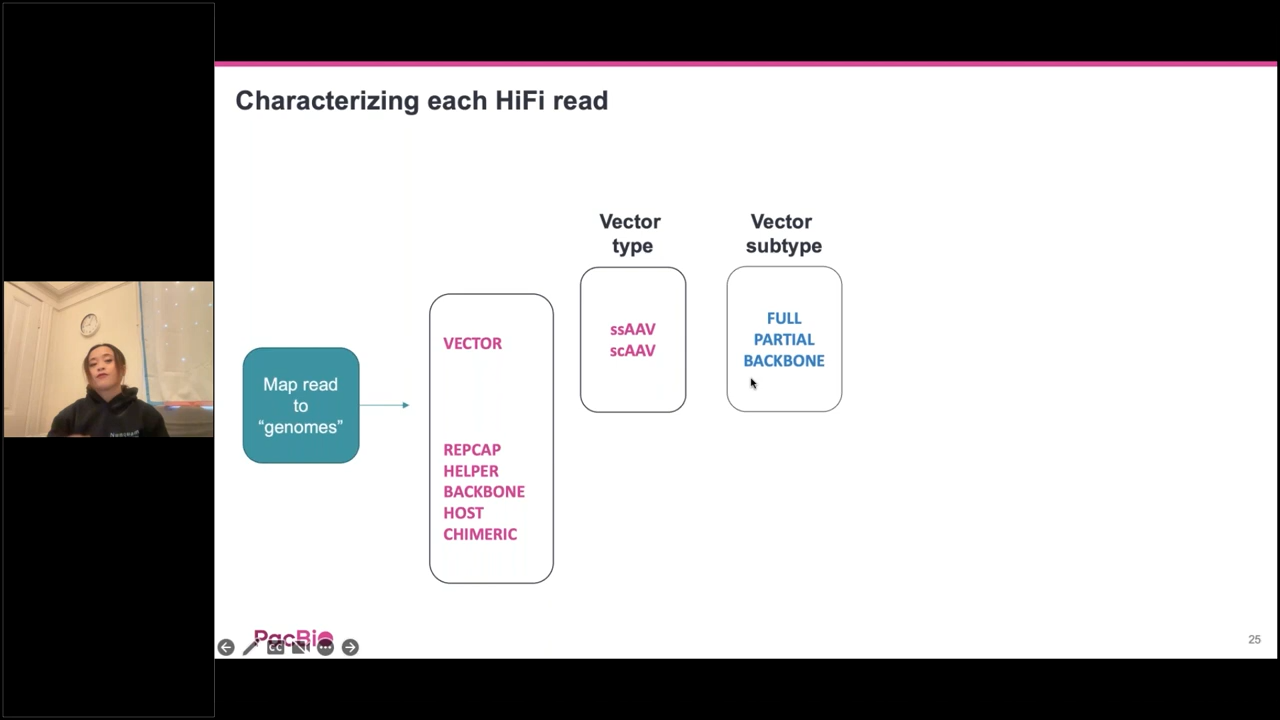 Characterizing each HiFi read
Vector
type
Vector
subtype
Map read
to
“genomes”
VECTOR
REPCAP
HELPER
BACKBONE
HOST
CHIMERIC
ssAAV
scAAV
FULL
PARTIAL
BACKBONE
PacBio
CC
25